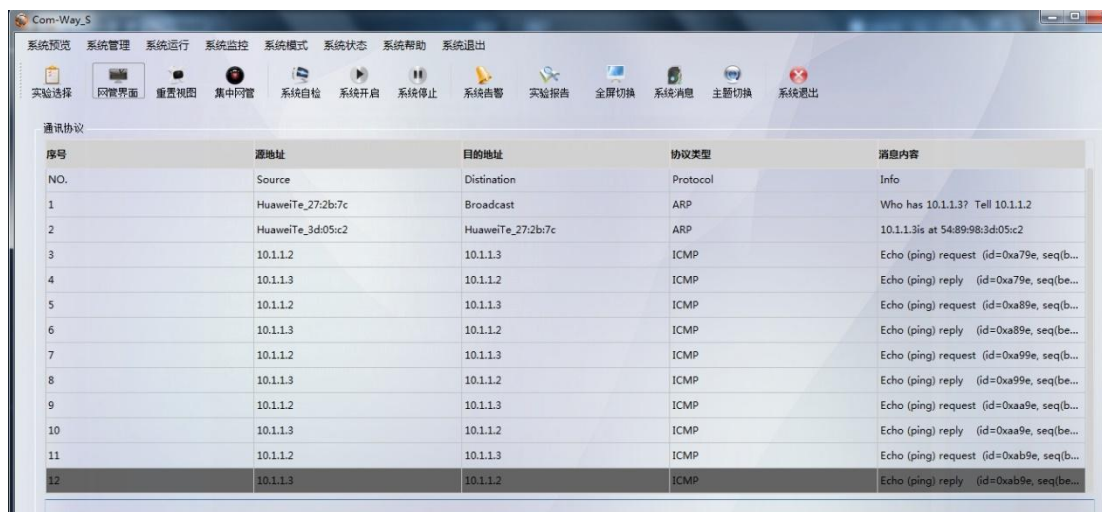 Com-Way_S
系统预览 系统管理 系统运行 系统监控 系统模式 系统状态 系统帮助 系统退出
实验选择 网管界面 重置视图 集中网管 系统自检 系统开启 系统停止 系统告警 实验报告 全屏切换 系统消息 主题切换 系统退出
通讯协议
序号 源地址 目的地址 协议类型 消息内容
NO. Source Distination Protocol Info
1 HuaweiTe_27:2b:7c Broadcast ARP Who has 10.1.1.3? Tell 10.1.1.2
2 HuaweiTe_3d:05:c2 HuaweiTe_27:2b:7c ARP 10.1.1.3is at 54:89:98:3d:05:c2
3 10.1.1.2 10.1.1.3 ICMP Echo (ping) request (id=0xa79e, seq(b...
4 10.1.1.3 10.1.1.2 ICMP Echo (ping) reply (id=0xa79e, seq(be...
5 10.1.1.2 10.1.1.3 ICMP Echo (ping) request (id=0xa89e, seq(b...
6 10.1.1.3 10.1.1.2 ICMP Echo (ping) reply (id=0xa89e, seq(be...
7 10.1.1.2 10.1.1.3 ICMP Echo (ping) request (id=0xa99e, seq(b...
8 10.1.1.3 10.1.1.2 ICMP Echo (ping) reply (id=0xa99e, seq(be...
9 10.1.1.2 10.1.1.3 ICMP Echo (ping) request (id=0xaa9e, seq(b...
10 10.1.1.3 10.1.1.2 ICMP Echo (ping) reply (id=0xaa9e, seq(be...
11 10.1.1.2 10.1.1.3 ICMP Echo (ping) request (id=0xab9e, seq(b...
12 10.1.1.3 10.1.1.2 ICMP Echo (ping) reply (id=0xab9e, seq(be...